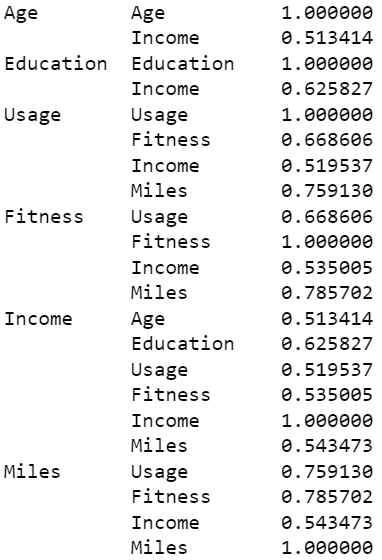 Age Age 1.000000
Income 0.513414
Education Education 1.000000
Income 0.625827
Usage Usage 1.000000
Fitness 0.668606
Income 0.519537
Miles 0.759130
Fitness Usage 0.668606
Fitness 1.000000
Income 0.535005
Miles 0.785702
Income Age 0.513414
Education 0.625827
Usage 0.519537
Fitness 0.535005
Income 1.000000
Miles 0.543473
Miles Usage 0.759130
Fitness 0.785702
Income 0.543473
Miles 1.000000